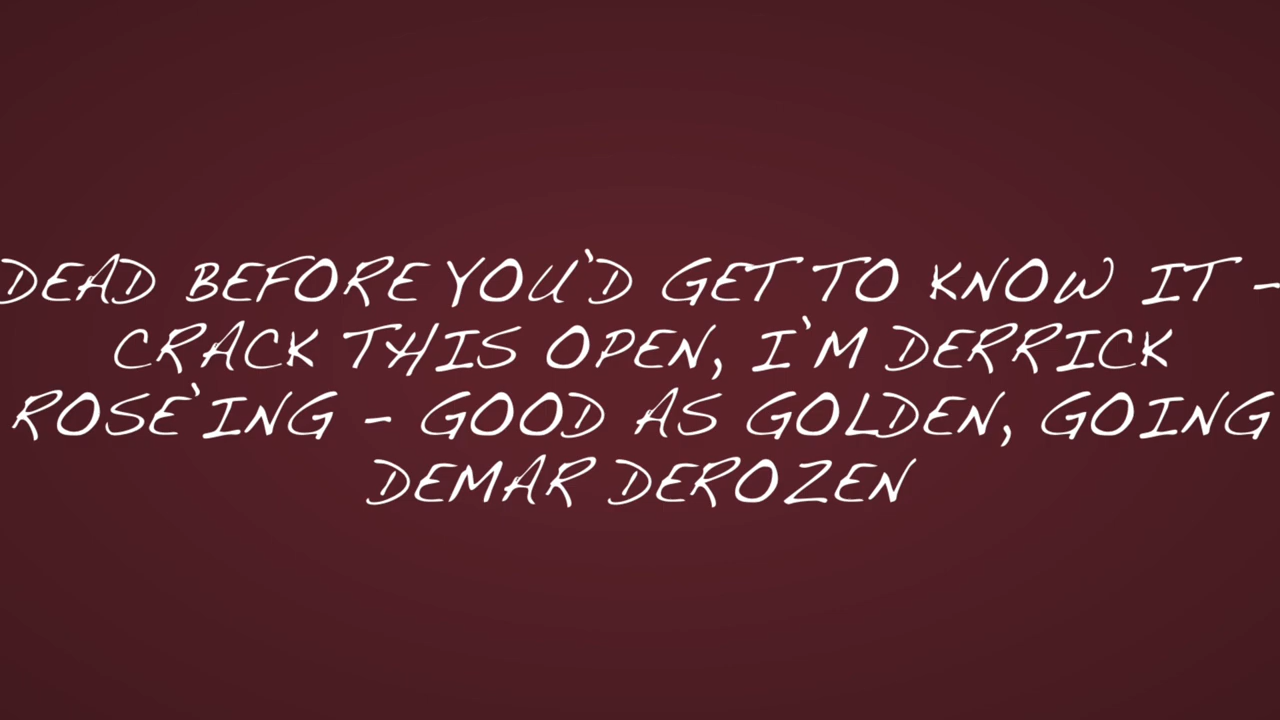 DEAD BEFORE YOU'D GET TO KNOW IT -
CRACK THIS OPEN, I'M DERRICK
ROSE'ING - GOOD AS GOLDEN, GOING
DEMAR DEROZEN